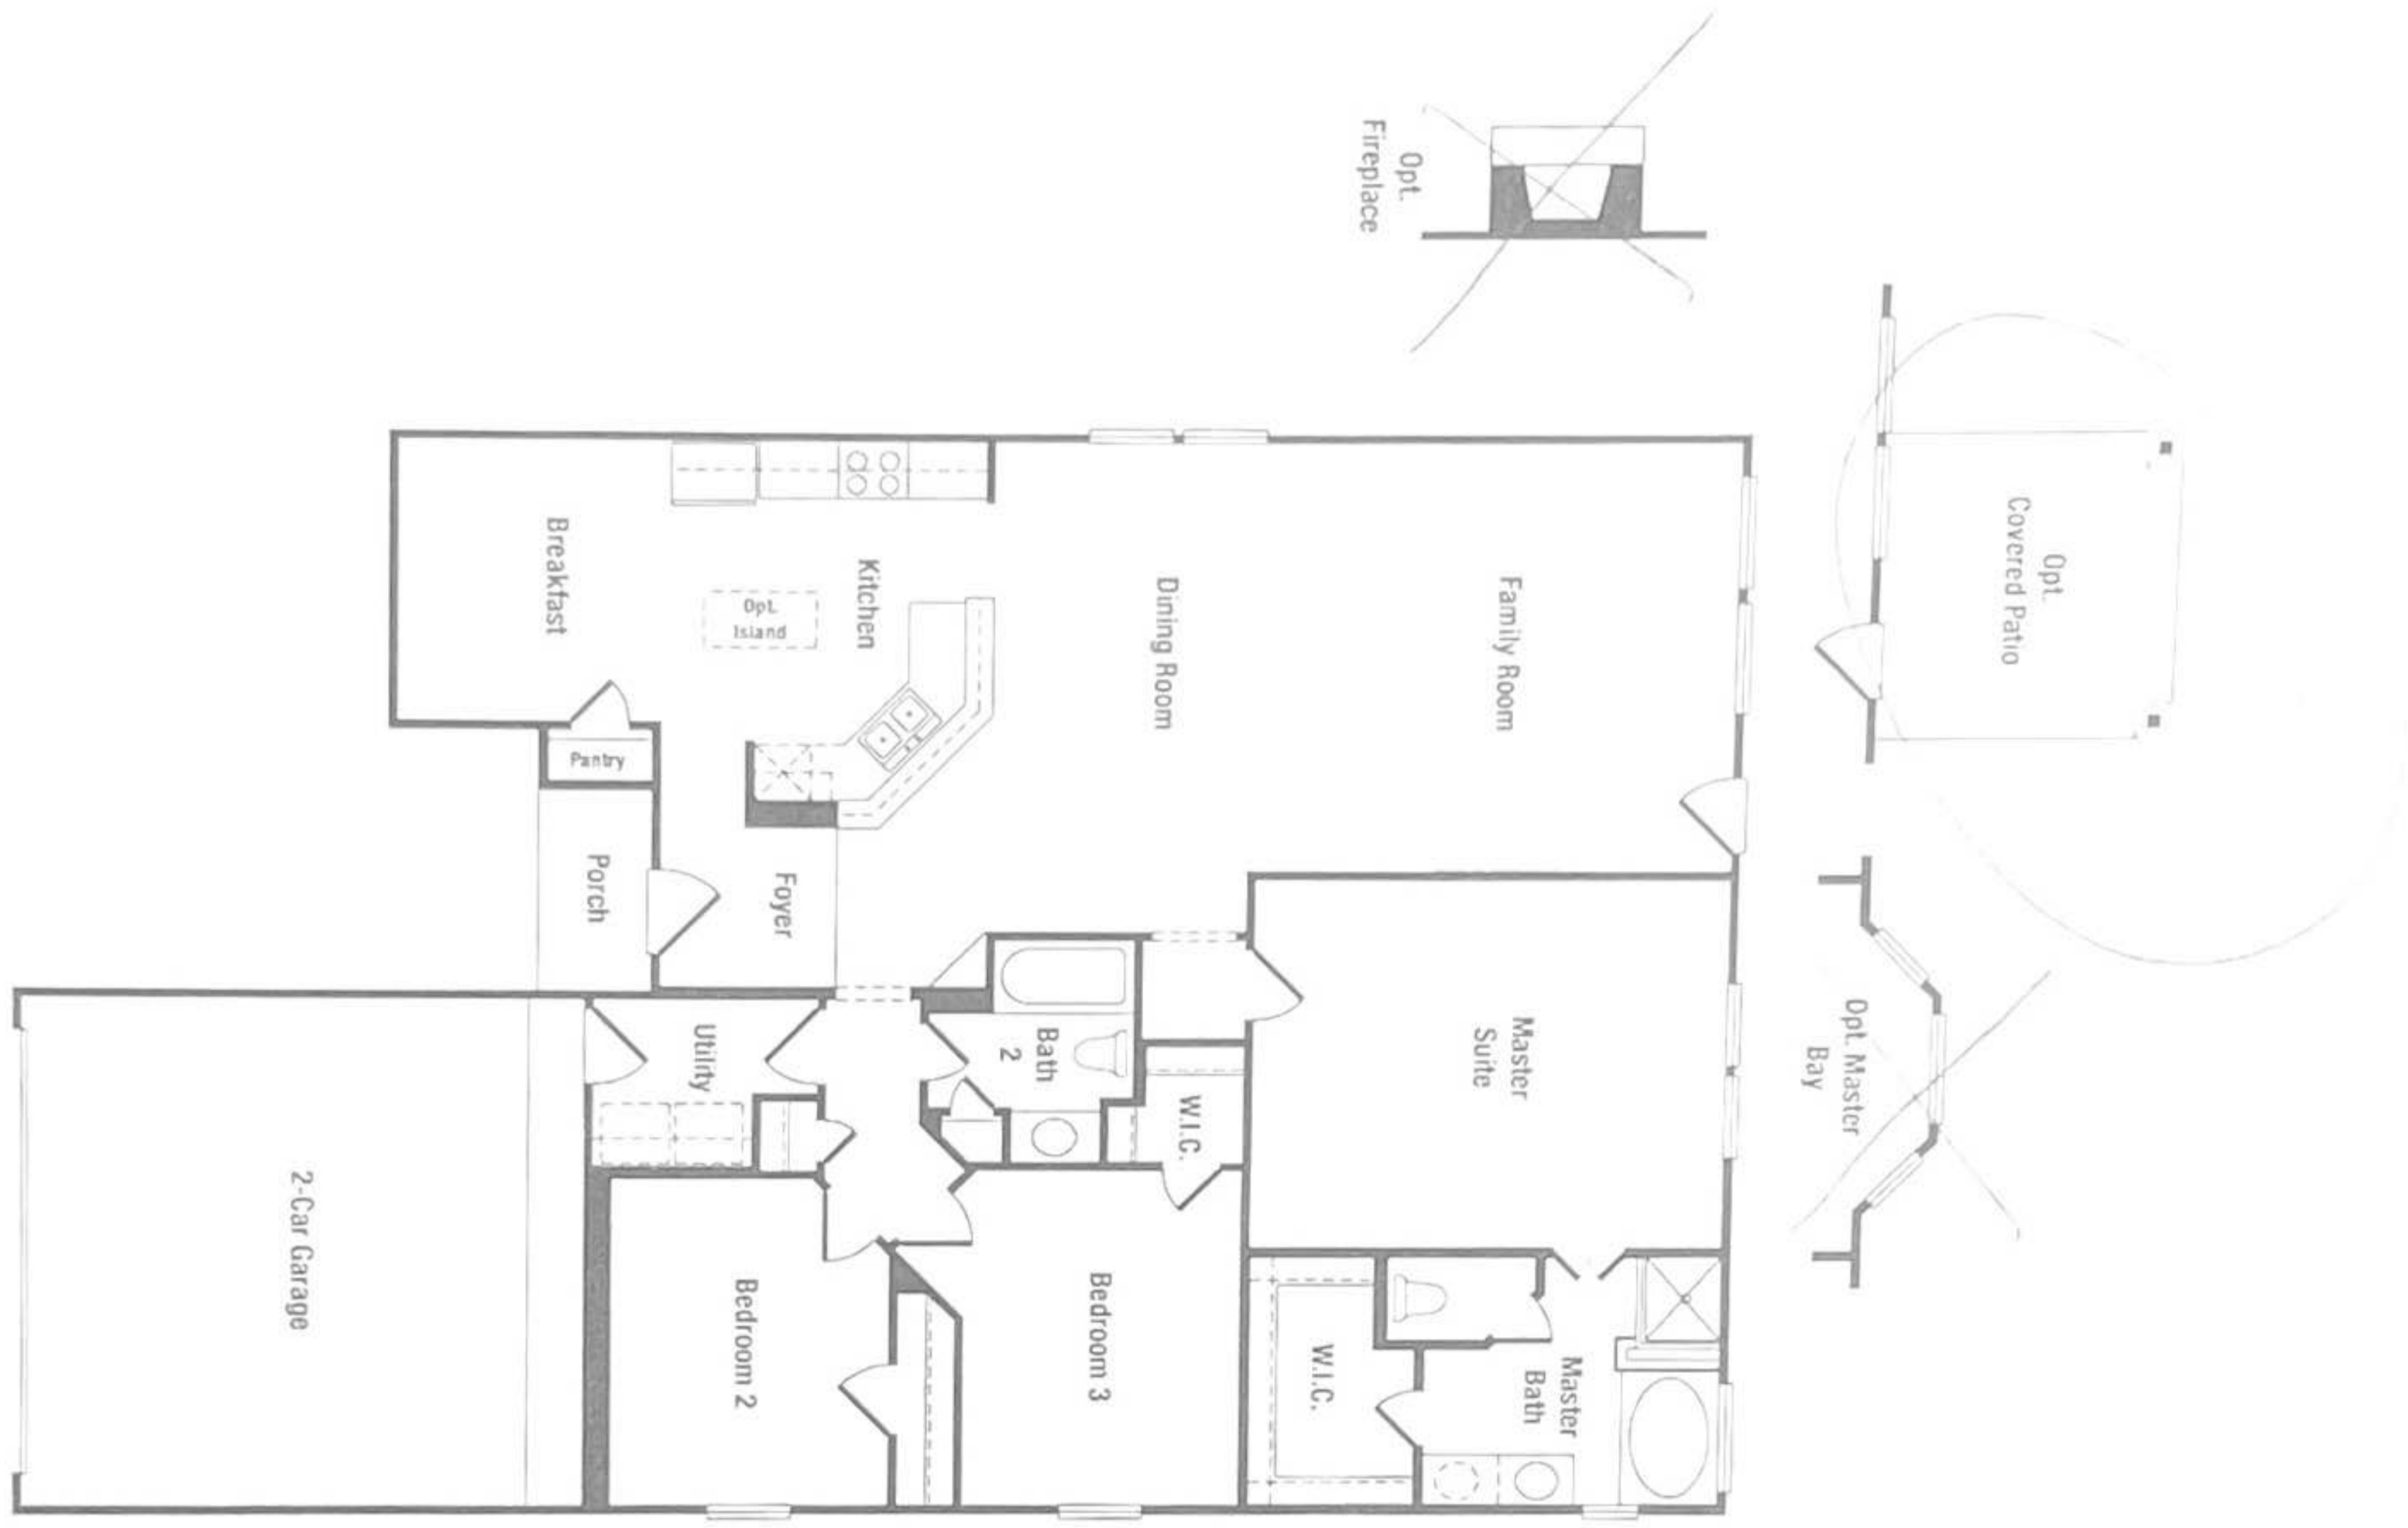 Opt.
Fireplace
Opt.
Covered Patio
Opt. Master
Bay
Family Room
Dining Room
Kitchen
Opt.
Island
Breakfast
Pantry
Porch
Foyer
Master
Suite
Bath
2
W.I.C.
Utility
2-Car Garage
Bedroom 2
Bedroom 3
W.I.C.
Master
Bath